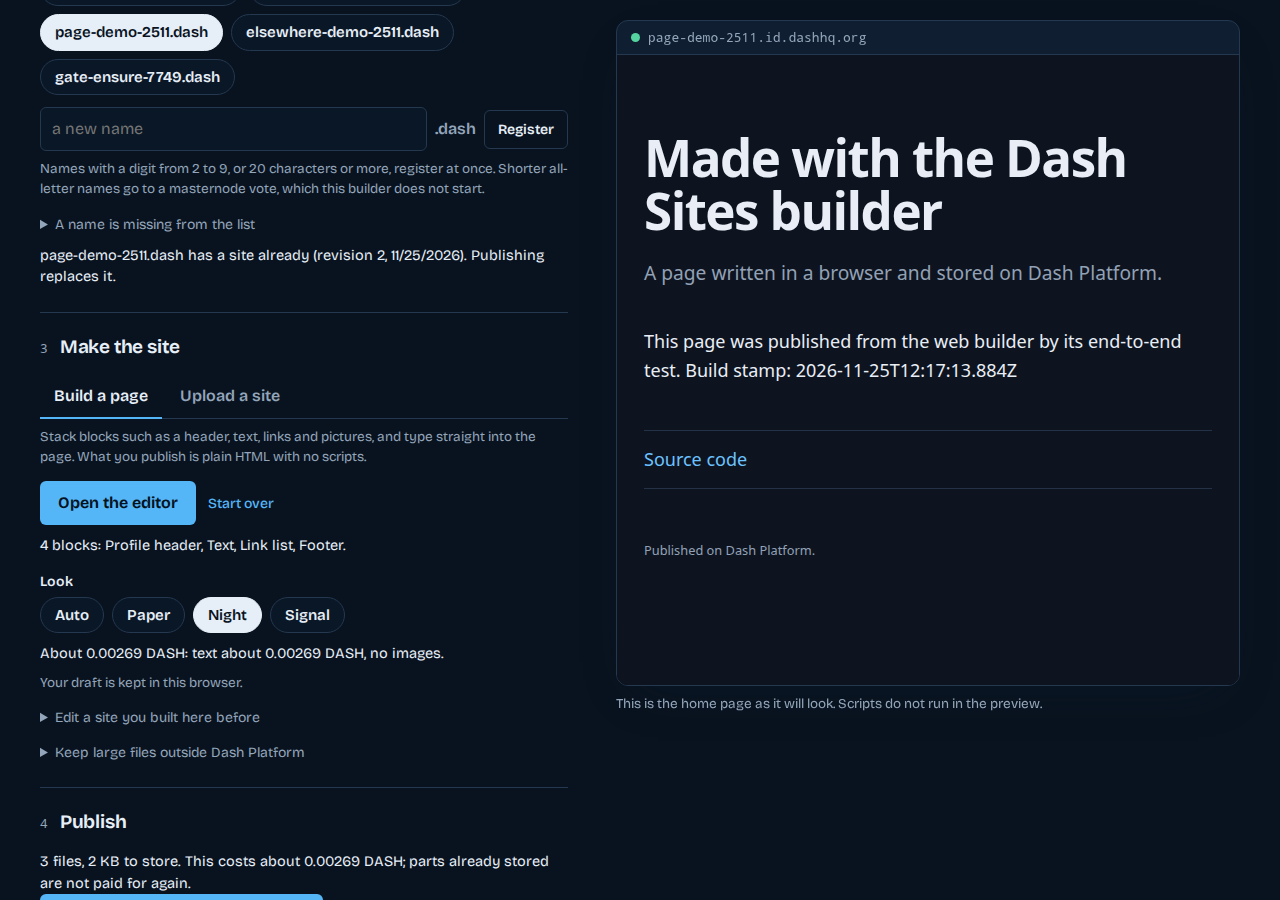 page-demo-2511.dash
elsewhere-demo-2511.dash
gate-ensure-7749.dash
a new name
.dash
Register
Names with a digit from 2 to 9, or 20 characters or more, register at once. Shorter all-
letter names go to a masternode vote, which this builder does not start.
A name is missing from the list
page-demo-2511.dash has a site already (revision 2, 11/25/2026). Publishing
replaces it.
3 Make the site
Build a page
Upload a site
Stack blocks such as a header, text, links and pictures, and type straight into the
page. What you publish is plain HTML with no scripts.
Open the editor
Start over
4 blocks: Profile header, Text, Link list, Footer.
Look
Auto
Paper
Night
Signal
About 0.00269 DASH: text about 0.00269 DASH, no images.
Your draft is kept in this browser.
Edit a site you built here before
Keep large files outside Dash Platform
4 Publish
3 files, 2 KB to store. This costs about 0.00269 DASH; parts already stored
are not paid for again.
page-demo-2511.id.dashhq.org
Made with the Dash
Sites builder
A page written in a browser and stored on Dash Platform.
This page was published from the web builder by its end-to-end
test. Build stamp: 2026-11-25T12:17:13.884Z
Source code
Published on Dash Platform.
This is the home page as it will look. Scripts do not run in the preview.